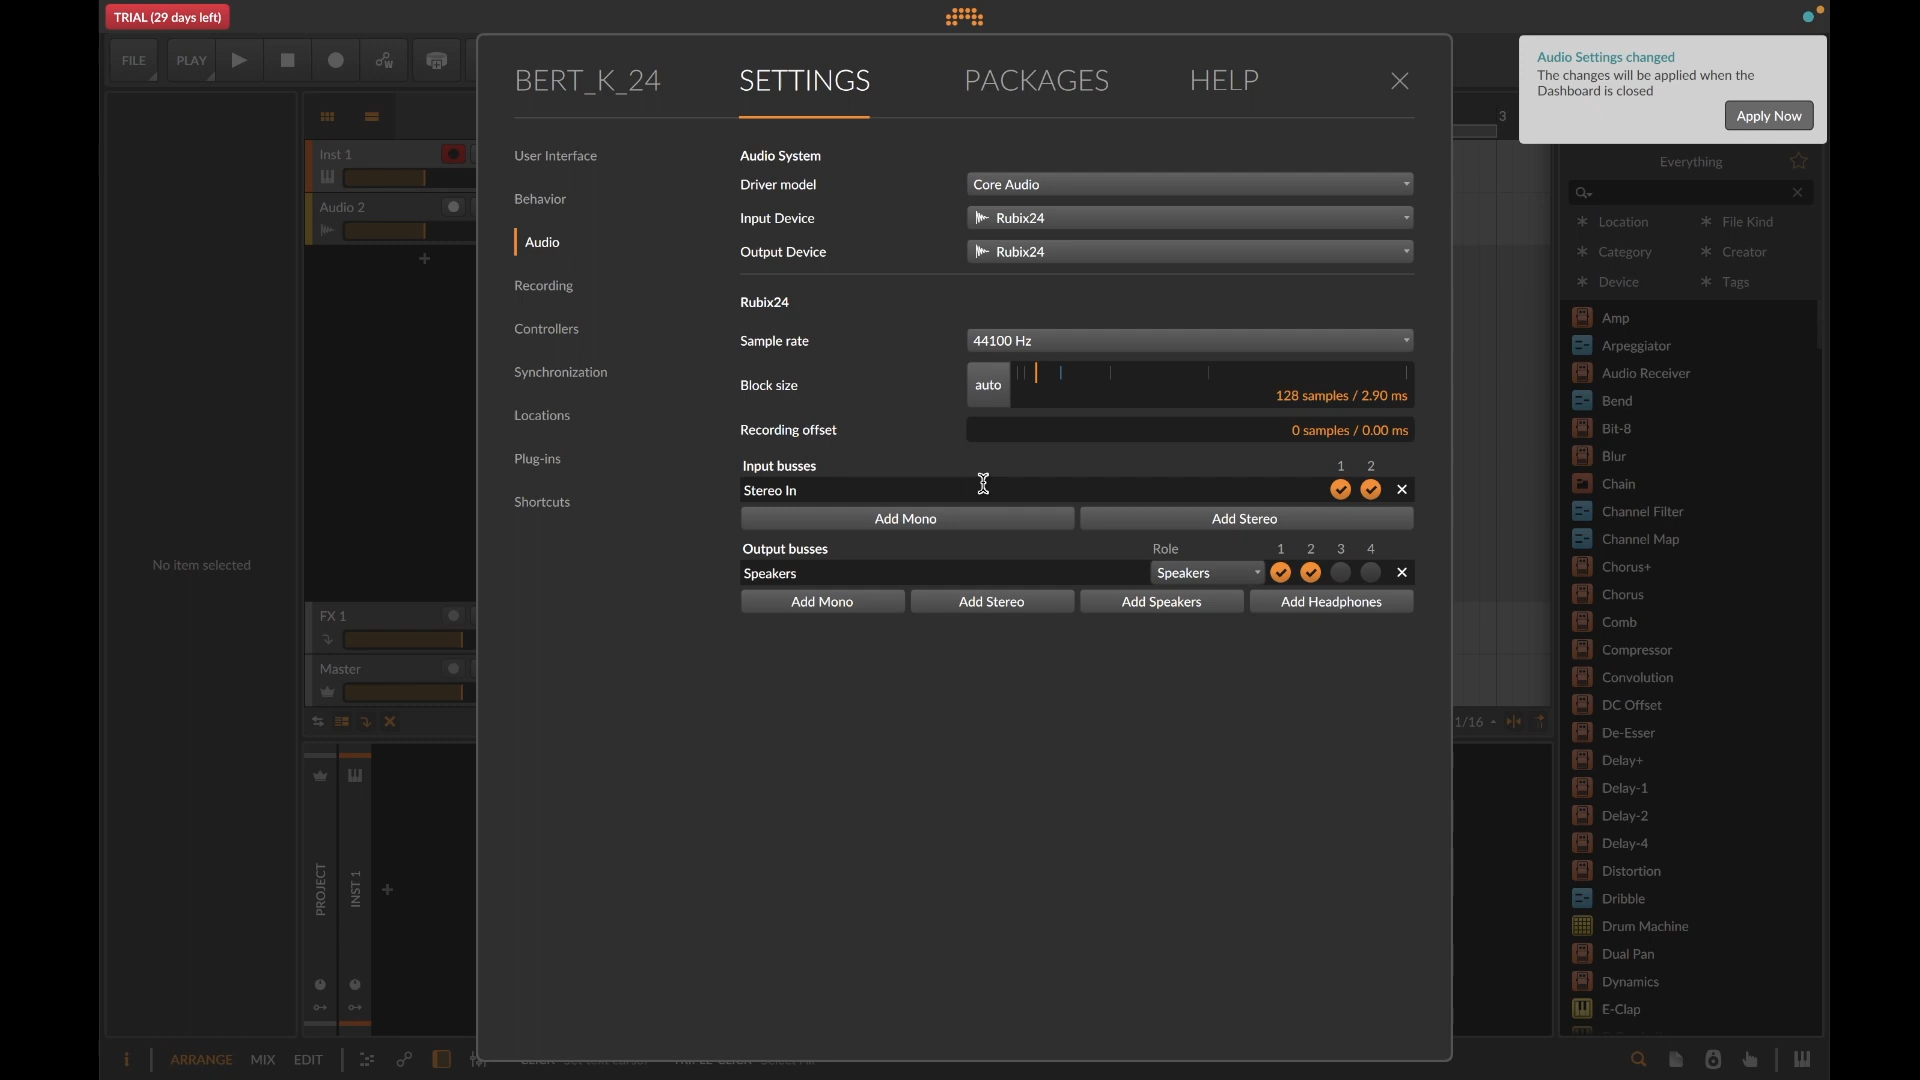 TRIAL (29 days left)
FILE
PLAY
BERT_K_24
SETTINGS
PACKAGES
HELP
Audio Settings changed
The changes will be applied when the
Dashboard is closed
Apply Now
3
Inst 1
Audio 2
No item selected
FX 1
Master
1/16
PROJECT
INST 1
User Interface
Behavior
Audio
Recording
Controllers
Synchronization
Locations
Plug-ins
Shortcuts
Audio System
Driver model
Core Audio
Input Device
Rubix24
Output Device
Rubix24
Rubix24
Sample rate
44100 Hz
Block size
auto
128 samples / 2.90 ms
Recording offset
0 samples / 0.00 ms
Input busses
1 2
Stereo In
Add Mono
Add Stereo
Output busses
Role
1 2 3 4
Speakers
Speakers
Add Mono
Add Stereo
Add Speakers
Add Headphones
Everything
Location
File Kind
Category
Creator
Device
Tags
Amp
Arpeggiator
Audio Receiver
Bend
Bit-8
Blur
Chain
Channel Filter
Channel Map
Chorus+
Chorus
Comb
Compressor
Convolution
DC Offset
De-Esser
Delay+
Delay-1
Delay-2
Delay-4
Distortion
Dribble
Drum Machine
Dual Pan
Dynamics
E-Clap
ARRANGE
MIX
EDIT